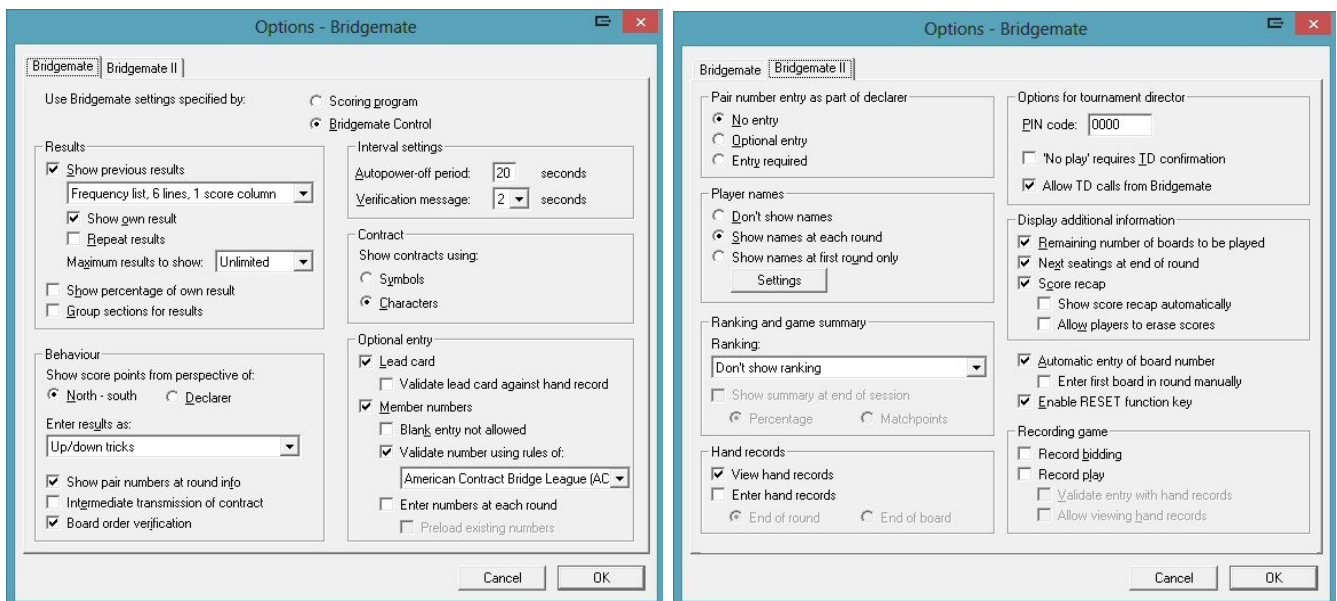 Options - Bridgemate
Bridgemate
Bridgemate II
Use Bridgemate settings specified by:
Scoring program
Bridgemate Control
Results
Show previous results
Frequency list, 6 lines, 1 score column
Show own result
Repeat results
Maximum results to show: Unlimited
Show percentage of own result
Group sections for results
Interval settings
Autopower-off period: 20 seconds
Verification message: 2 seconds
Contract
Show contracts using:
Symbols
Characters
Behaviour
Show score points from perspective of:
North - south Declarer
Enter results as:
Up/down tricks
Show pair numbers at round info
Intermediate transmission of contract
Board order verification
Optional entry
Lead card
Validate lead card against hand record
Member numbers
Blank entry not allowed
Validate number using rules of:
American Contract Bridge League (AC
Enter numbers at each round
Preload existing numbers
Cancel OK
Options - Bridgemate
Bridgemate
Bridgemate II
Pair number entry as part of declarer
No entry
Optional entry
Entry required
Player names
Don't show names
Show names at each round
Show names at first round only
Settings
Ranking and game summary
Ranking:
Don't show ranking
Show summary at end of session
Percentage Matchpoints
Hand records
View hand records
Enter hand records
End of round End of board
Options for tournament director
PIN code: 0000
'No play' requires TD confirmation
Allow TD calls from Bridgemate
Display additional information
Remaining number of boards to be played
Next seatings at end of round
Score recap
Show score recap automatically
Allow players to erase scores
Automatic entry of board number
Enter first board in round manually
Enable RESET function key
Recording game
Record bidding
Record play
Validate entry with hand records
Allow viewing hand records
Cancel OK